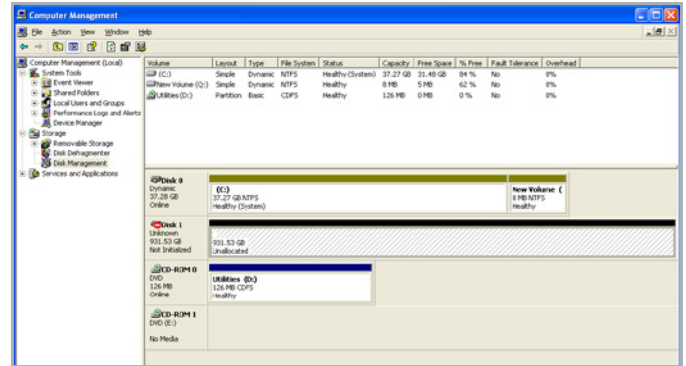 Computer Management
File Action View Window Help
Computer Management (Local)
System Tools
Event Viewer
Shared Folders
Local Users and Groups
Performance Logs and Alerts
Device Manager
Storage
Removable Storage
Disk Defragmenter
Disk Management
Services and Applications
Volume Layout Type File System Status Capacity Free Space % Free Fault Tolerance Overhead
(C:) Simple Dynamic NTFS Healthy (System) 37.27 GB 31.48 GB 84 % No 0%
New Volume (Q:) Simple Dynamic NTFS Healthy 8 MB 5 MB 62 % No 0%
Utilities (D:) Partition Basic CDFS Healthy 126 MB 0 MB 0 % No 0%
Disk 0
Dynamic
37.28 GB
Online
(C:)
37.27 GB NTFS
Healthy (System)
New Volume (
8 MB NTFS
Healthy
Disk 1
Unknown
931.53 GB
Not Initialized
931.53 GB
Unallocated
CD-ROM 0
DVD
126 MB
Online
Utilities (D:)
126 MB CDFS
Healthy
CD-ROM 1
DVD (E:)
No Media